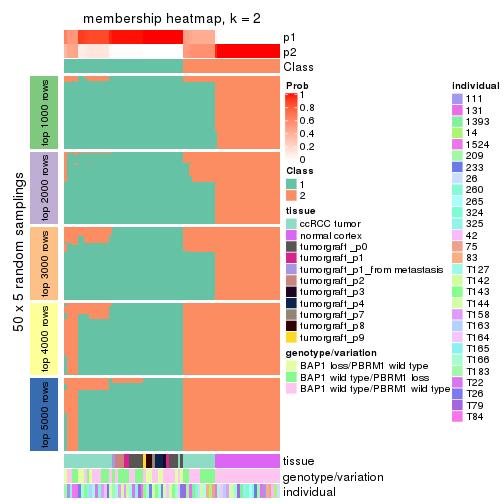 membership heatmap, k = 2
p1
p2
Class
50 x 5 random samplings
top 1000 rows
top 2000 rows
top 3000 rows
top 4000 rows
top 5000 rows
tissue
genotype/variation
individual
Prob
1
0.8
0.6
0.4
0.2
0
Class
1
2
tissue
ccRCC tumor
normal cortex
tumorgraft _p0
tumorgraft_p1
tumorgraft_p1_from metastasis
tumorgraft_p2
tumorgraft_p3
tumorgraft_p4
tumorgraft_p7
tumorgraft_p8
tumorgraft_p9
genotype/variation
BAP1 loss/PBRM1 wild type
BAP1 wild type/PBRM1 loss
BAP1 wild type/PBRM1 wild type
individual
111
131
1393
14
1524
209
233
26
260
265
324
325
42
75
83
T127
T142
T143
T144
T158
T163
T164
T165
T166
T183
T22
T26
T79
T84